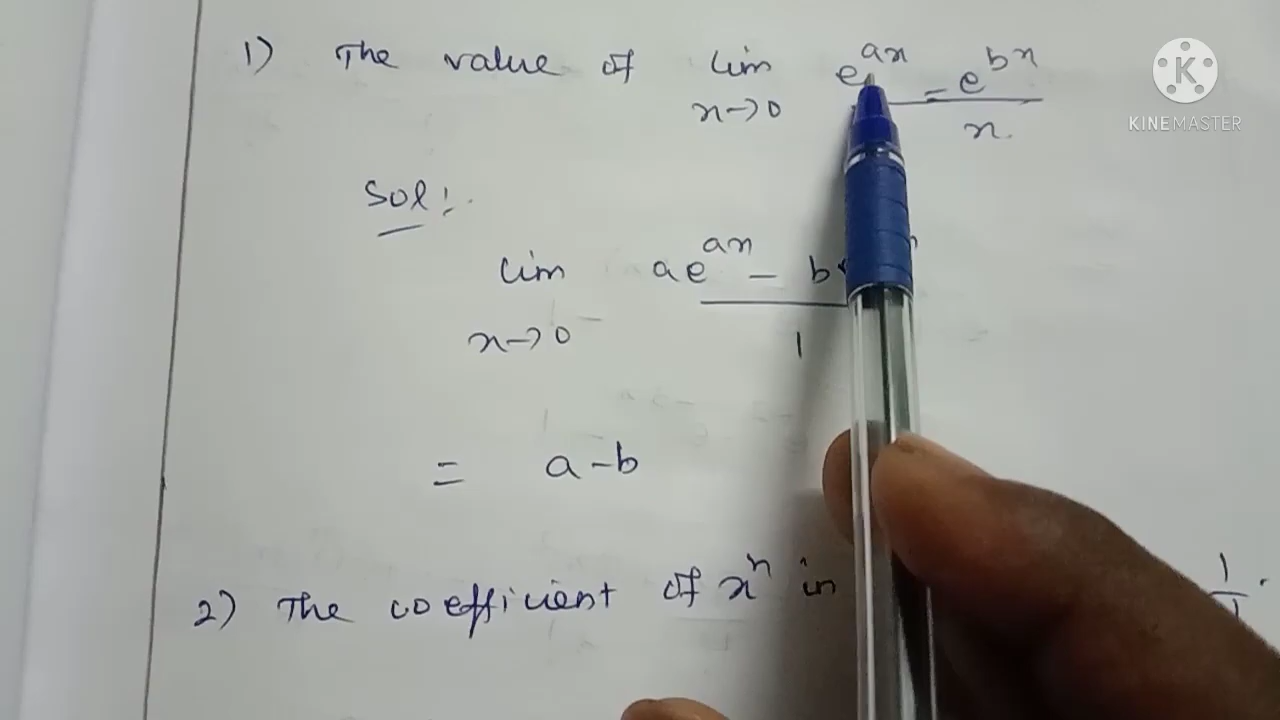 1) The value of lim e^ax - e^bx
x→0 x
K
KINEMASTER
Sol:
lim ae^ax - b
x→0 1
= a-b
2) The coefficient of x^n in 1